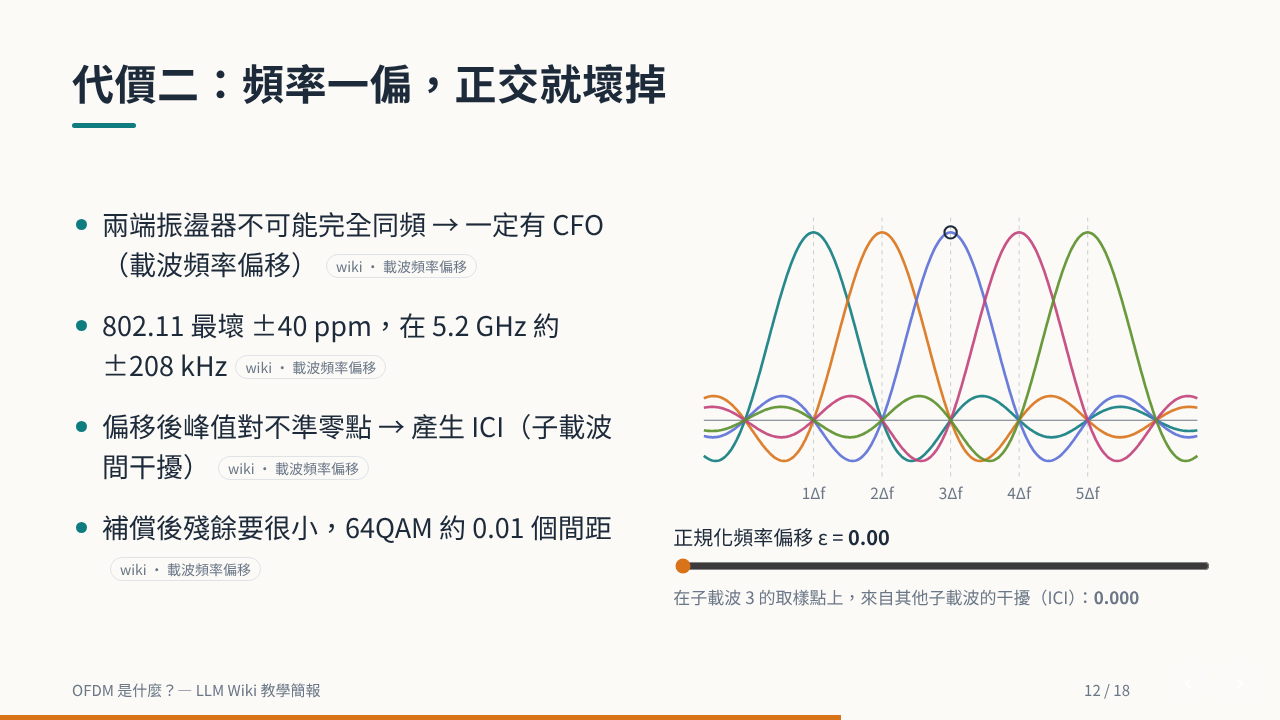 代價二：頻率一偏，正交就壞掉
兩端振盪器不可能完全同頻 → 一定有 CFO
（載波頻率偏移） wiki · 載波頻率偏移
802.11 最壞 ±40 ppm，在 5.2 GHz 約
±208 kHz wiki · 載波頻率偏移
偏移後峰值對不準零點 → 產生 ICI（子載波
間干擾） wiki · 載波頻率偏移
補償後殘餘要很小，64QAM 約 0.01 個間距
wiki · 載波頻率偏移
1Δf 2Δf 3Δf 4Δf 5Δf
正規化頻率偏移 ε = 0.00
在子載波 3 的取樣點上，來自其他子載波的干擾（ICI）：0.000
OFDM 是什麼？— LLM Wiki 教學簡報
12 / 18